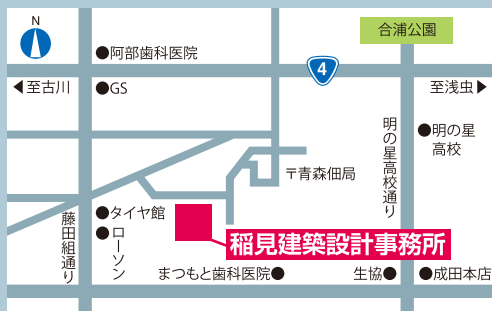 N
合浦公園
阿部歯科医院
4
至古川
GS
至浅虫
明の星
高校
明の星高校通り
〒青森佃局
タイヤ館
ローソン
藤田組通り
稲見建築設計事務所
まつもと歯科医院
生協
成田本店